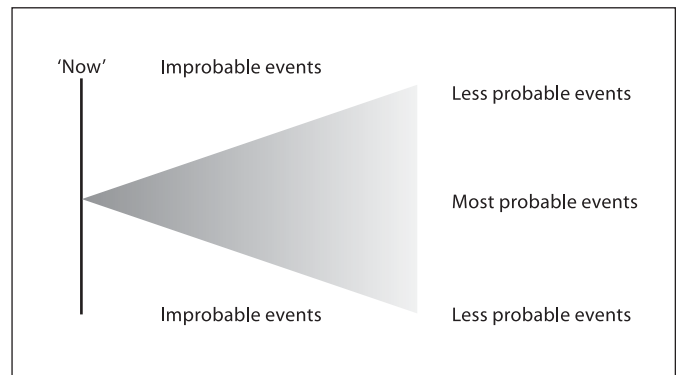 ‘Now’
Improbable events
Less probable events
Most probable events
Improbable events
Less probable events